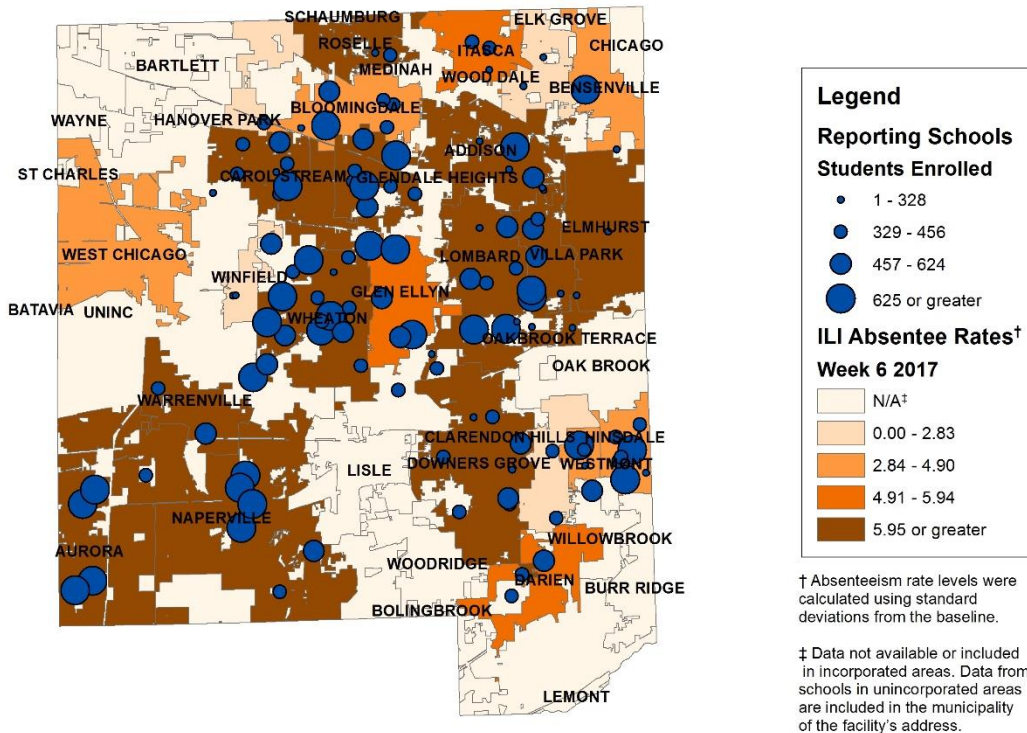 SCHAUMBURG
ELK GROVE
ROSELLE
ITASCA
CHICAGO
MEDINAH
BARTLETT
WOOD DALE
BENSENVILLE
BLOOMINGDALE
HANOVER PARK
WAYNE
ADDISON
ST CHARLES
CAROL STREAM
GLENDALE HEIGHTS
ELMHURST
WEST CHICAGO
LOMBARD
VILLA PARK
WINFIELD
GLEN ELLYN
BATAVIA
UNINC
WHEATON
OAKBROOK TERRACE
OAK BROOK
WARRENVILLE
CLARENDON HILLS
HINSDALE
LISLE
DOWNERS GROVE
WESTMONT
NAPERVILLE
WILLOWBROOK
AURORA
WOODRIDGE
DARIEN
BURR RIDGE
BOLINGBROOK
LEMONT
Legend
Reporting Schools
Students Enrolled
1 - 328
329 - 456
457 - 624
625 or greater
ILI Absentee Rates†
Week 6 2017
N/A‡
0.00 - 2.83
2.84 - 4.90
4.91 - 5.94
5.95 or greater
† Absenteeism rate levels were
calculated using standard
deviations from the baseline.
‡ Data not available or included
in incorporated areas. Data from
schools in unincorporated areas
are included in the municipality
of the facility's address.